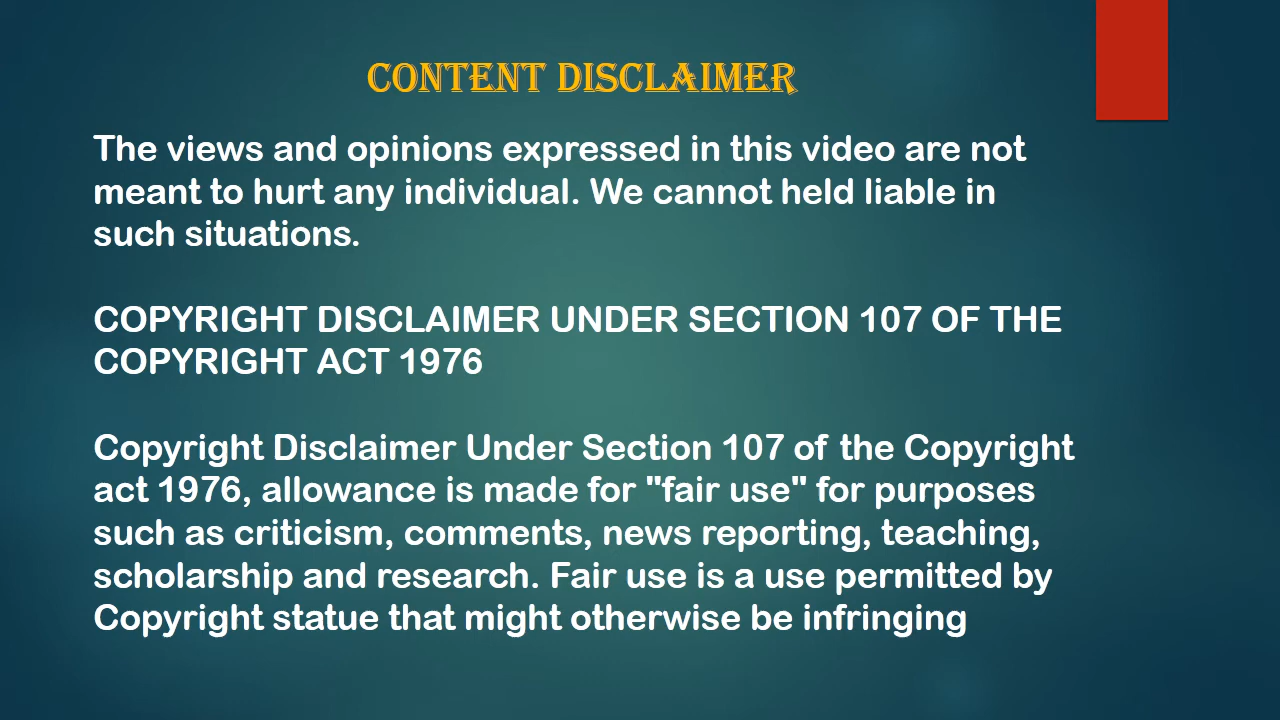 CONTENT DISCLAIMER
The views and opinions expressed in this video are not
meant to hurt any individual. We cannot held liable in
such situations.
COPYRIGHT DISCLAIMER UNDER SECTION 107 OF THE
COPYRIGHT ACT 1976
Copyright Disclaimer Under Section 107 of the Copyright
act 1976, allowance is made for "fair use" for purposes
such as criticism, comments, news reporting, teaching,
scholarship and research. Fair use is a use permitted by
Copyright statue that might otherwise be infringing